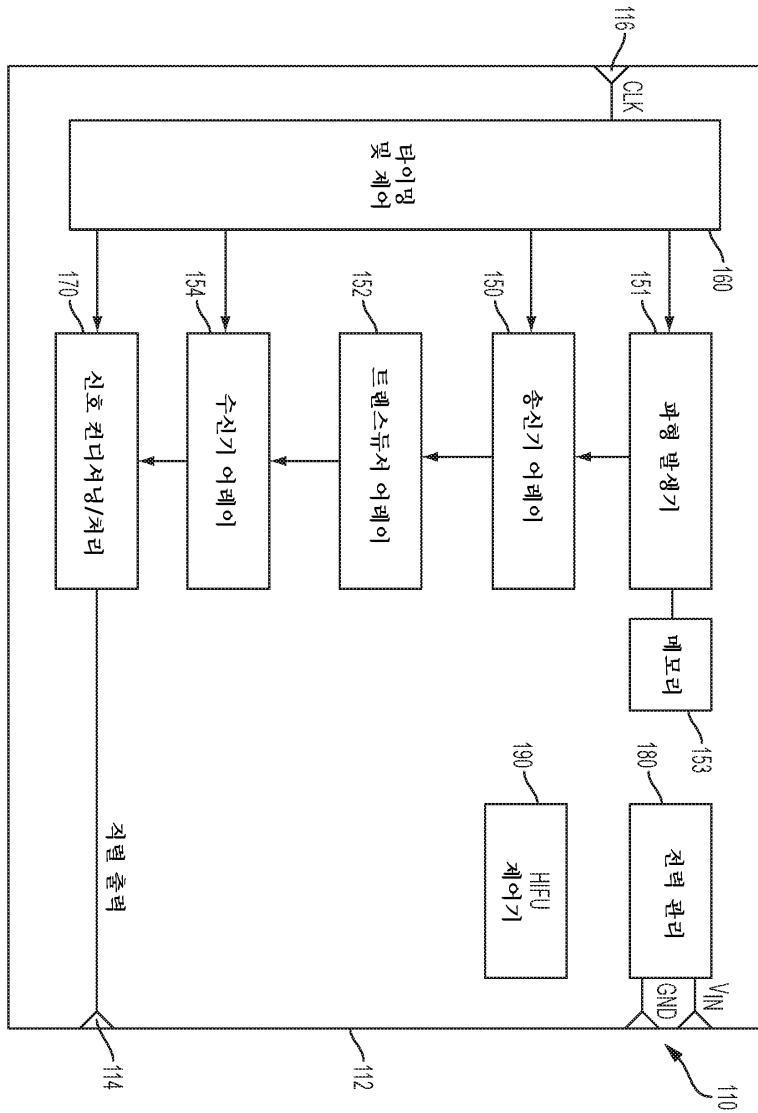 110
116
CLK
타이밍
및 제어
160
151
파형 발생기
메모리
153
180
전력 관리
VIN
GND
150
송신기 어레이
190
HIFU
제어기
152
트랜스듀서 어레이
112
154
수신기 어레이
170
신호 컨디셔닝/처리
직렬 출력
114